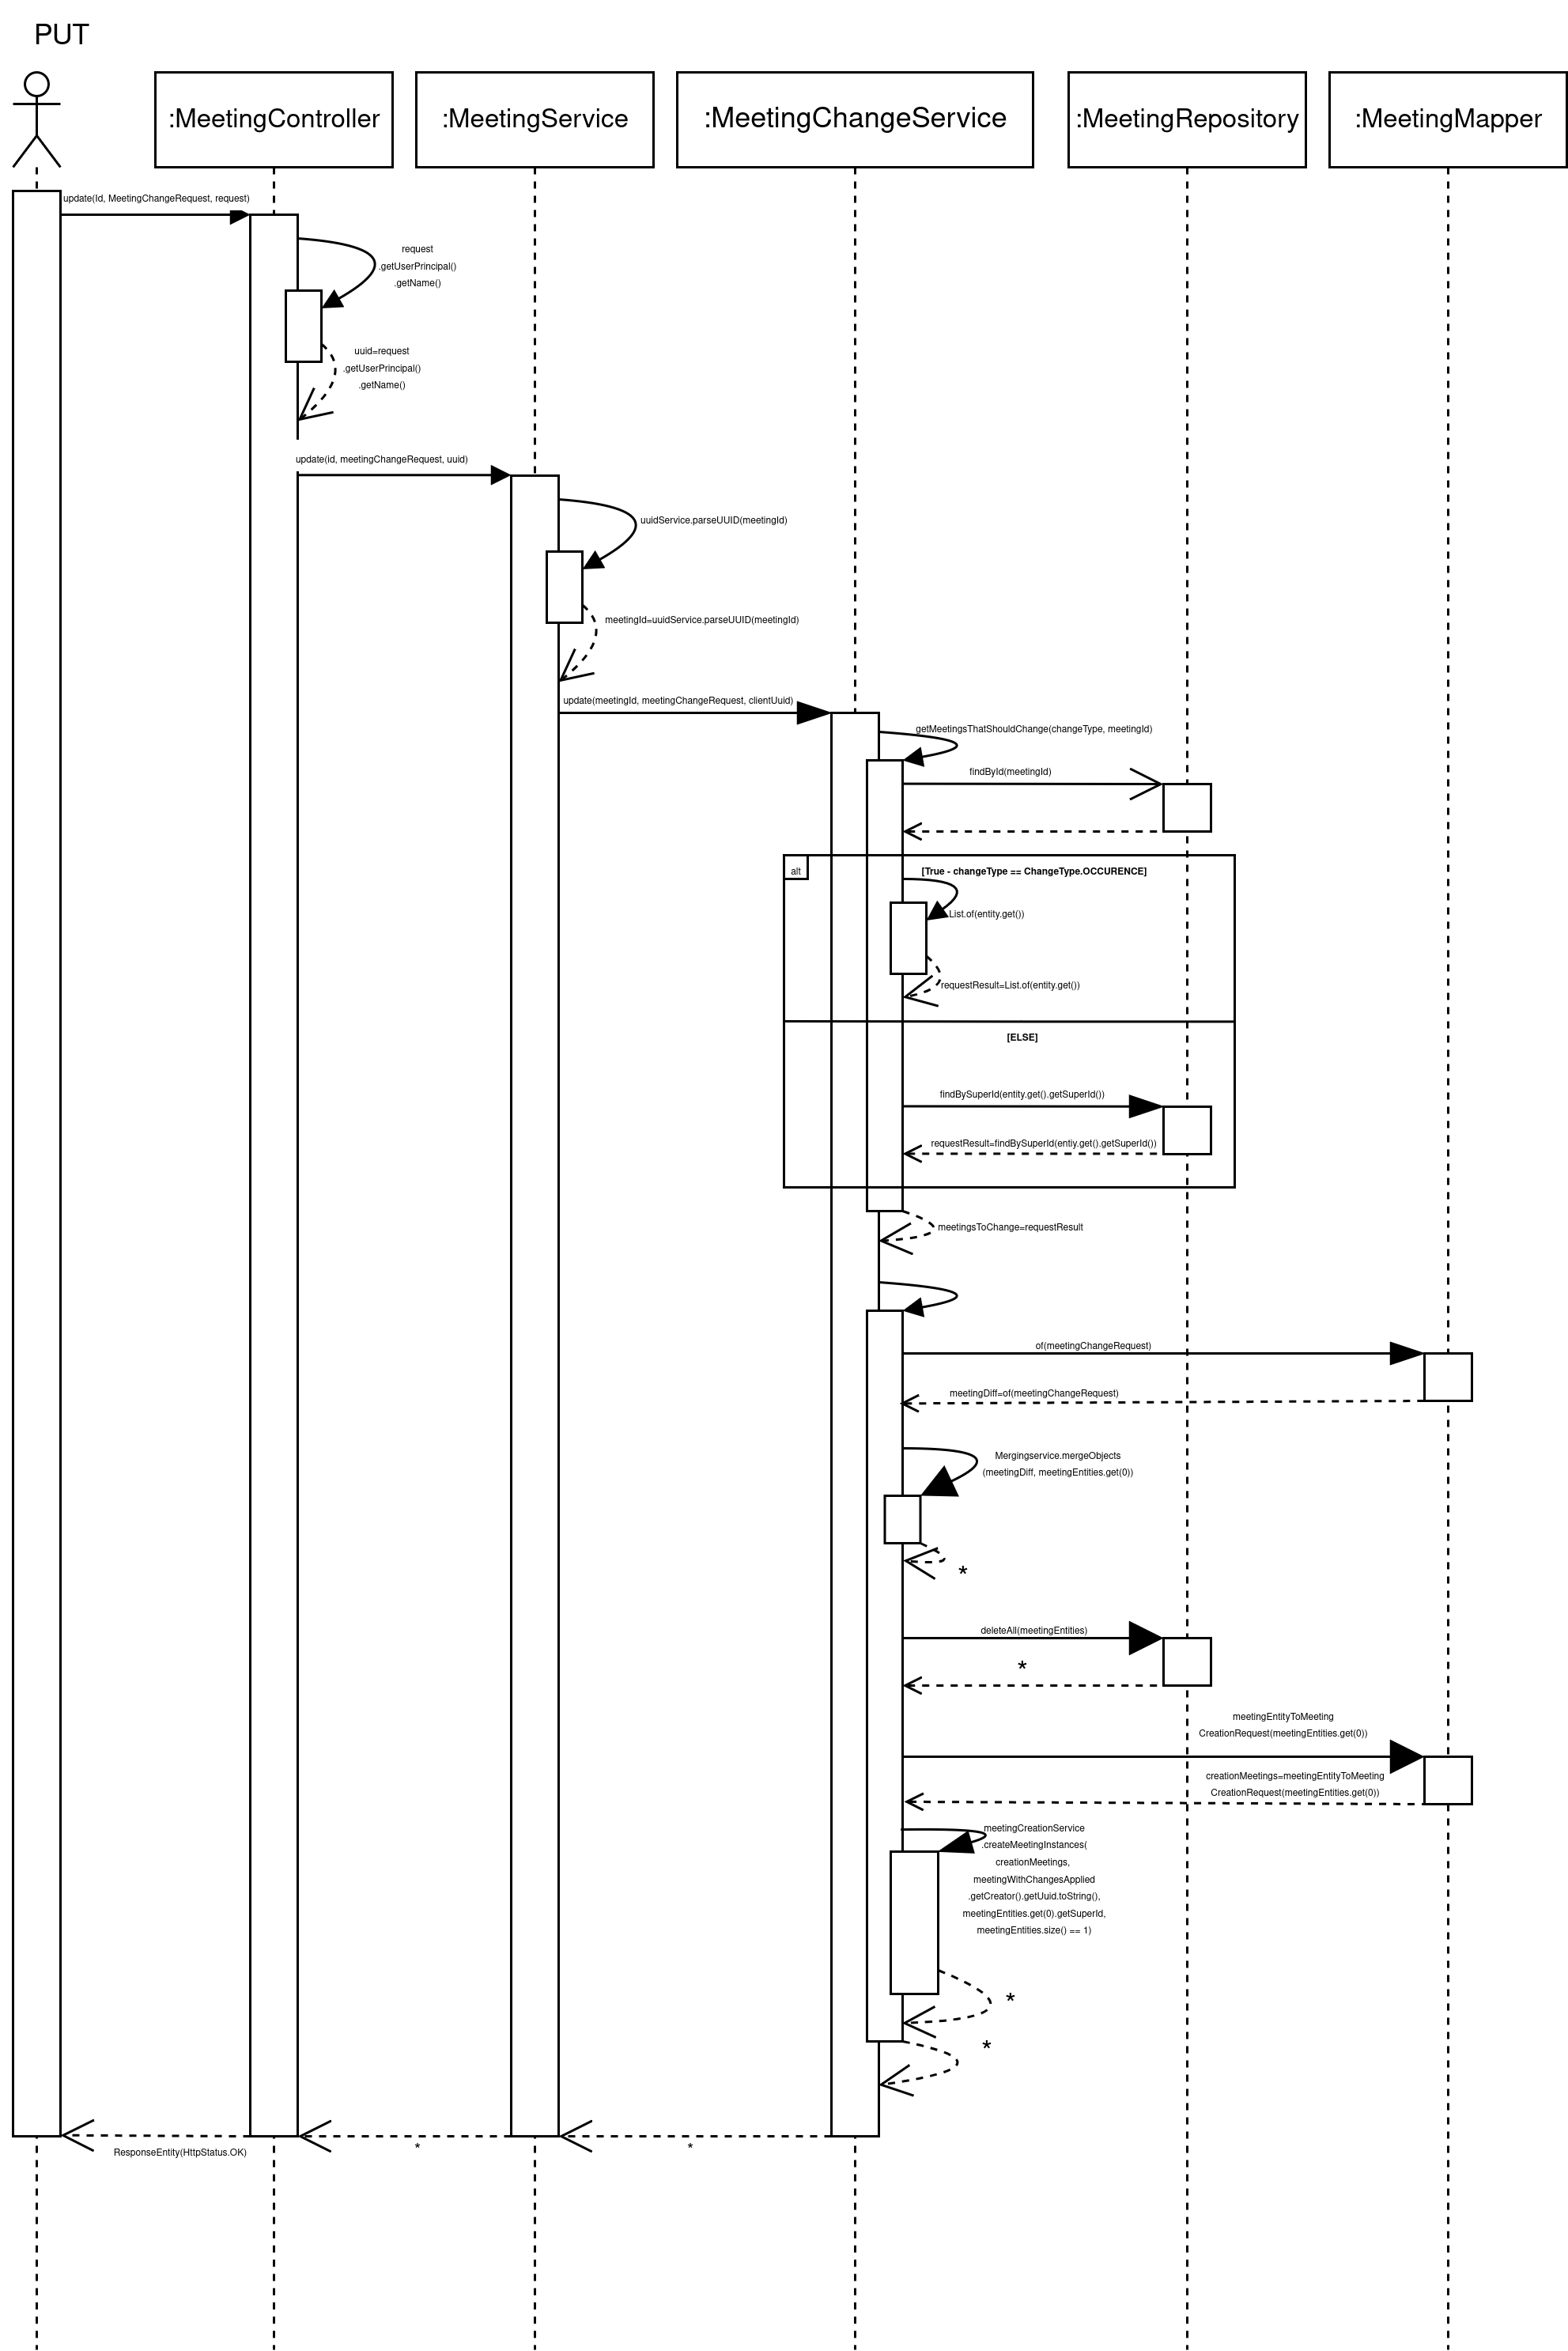 PUT
:MeetingController
:MeetingService
:MeetingChangeService
:MeetingRepository
:MeetingMapper
update(Id, MeetingChangeRequest, request)
request
.getUserPrincipal()
.getName()
uuid=request
.getUserPrincipal()
.getName()
update(id, meetingChangeRequest, uuid)
uuidService.parseUUID(meetingId)
meetingId=uuidService.parseUUID(meetingId)
update(meetingId, meetingChangeRequest, clientUuid)
getMeetingsThatShouldChange(changeType, meetingId)
findById(meetingId)
alt
[True - changeType == ChangeType.OCCURENCE]
List.of(entity.get())
requestResult=List.of(entity.get())
[ELSE]
findBySuperId(entity.get().getSuperId())
requestResult=findBySuperId(entiy.get().getSuperId())
meetingsToChange=requestResult
of(meetingChangeRequest)
meetingDiff=of(meetingChangeRequest)
Mergingservice.mergeObjects
(meetingDiff, meetingEntities.get(0))
*
deleteAll(meetingEntities)
*
meetingEntityToMeeting
CreationRequest(meetingEntities.get(0))
creationMeetings=meetingEntityToMeeting
CreationRequest(meetingEntities.get(0))
meetingCreationService
.createMeetingInstances(
creationMeetings,
meetingWithChangesApplied
.getCreator().getUuid.toString(),
meetingEntities.get(0).getSuperId,
meetingEntities.size() == 1)
*
*
ResponseEntity(HttpStatus.OK)
*
*